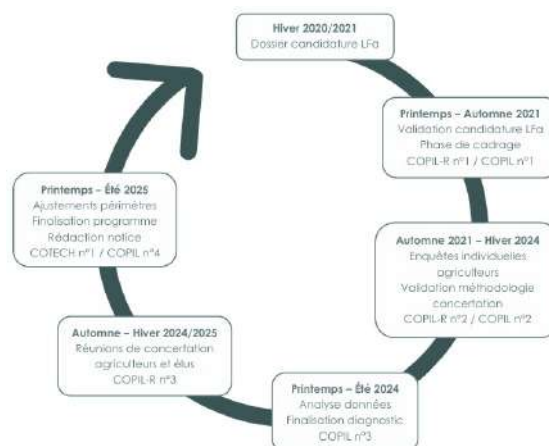 Hiver 2020/2021
Dossier candidature LFa
Printemps – Automne 2021
Validation candidature LFa
Phase de cadrage
COPIL-R n°1 / COPIL n°1
Automne 2021 – Hiver 2024
Enquêtes individuelles
agriculteurs
Validation méthodologie
concertation
COPIL-R n°2 / COPIL n°2
Printemps – Été 2024
Analyse données
Finalisation diagnostic
COPIL n°3
Automne – Hiver 2024/2025
Réunions de concertation
agriculteurs et élus
COPIL-R n°3
Printemps – Été 2025
Ajustements périmètres
Finalisation programme
Rédaction notice
COTECH n°1 / COPIL n°4